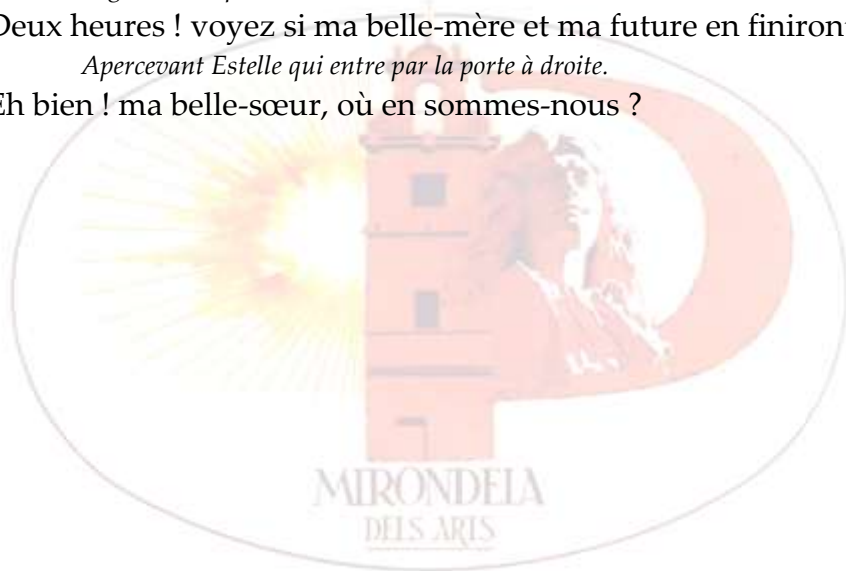 Deux heures ! voyez si ma belle-mère et ma future en finiront
Apercevant Estelle qui entre par la porte à droite.
Eh bien ! ma belle-sœur, où en sommes-nous ?
MIRONDELA
DELS ARTS